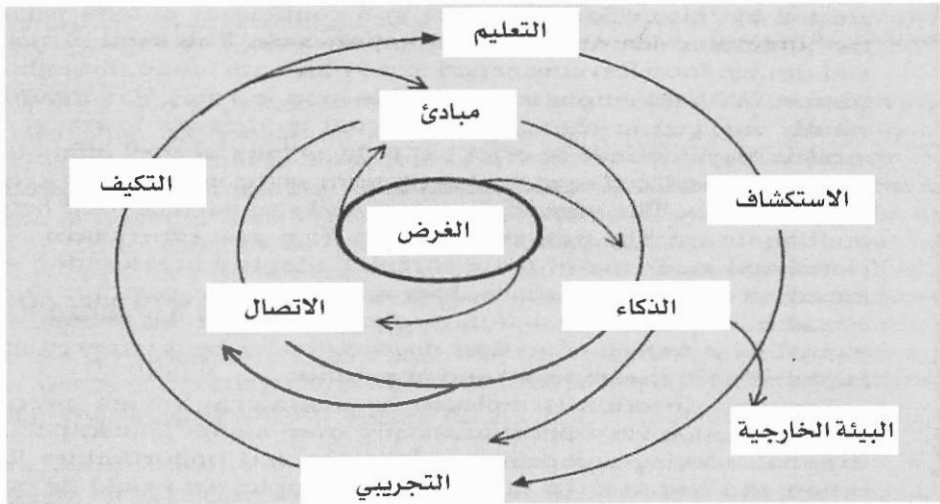 التعليم
مبادئ
الاستكشاف
التكيف
الغرض
الذكاء
الاتصال
البيئة الخارجية
التجريبي